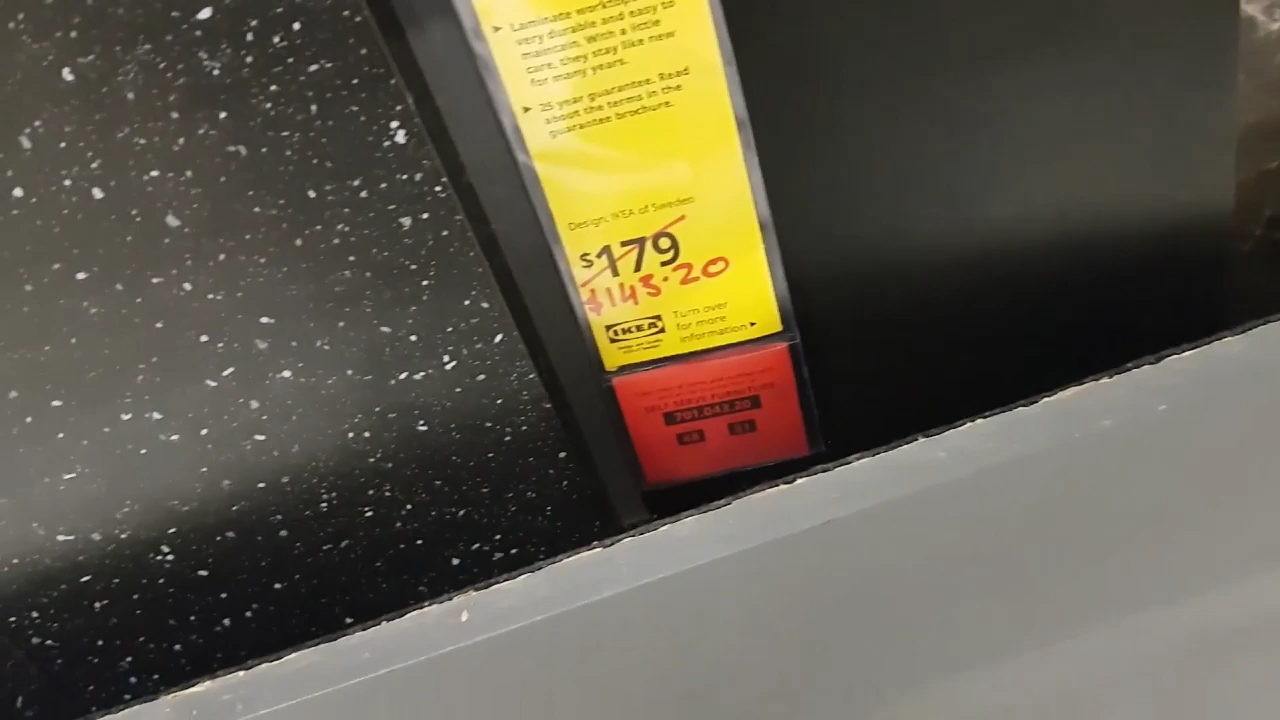 ▶ Laminate worktops
very durable and easy to
maintain. With a little
care, they stay like new
for many years.
▶ 25 year guarantee. Read
about the terms in the
guarantee brochure.
Design, IKEA of Sweden
$179
$143.20
IKEA
Turn over
for more
information ▶
SELF-SERVE FURNITURE
701.043.20